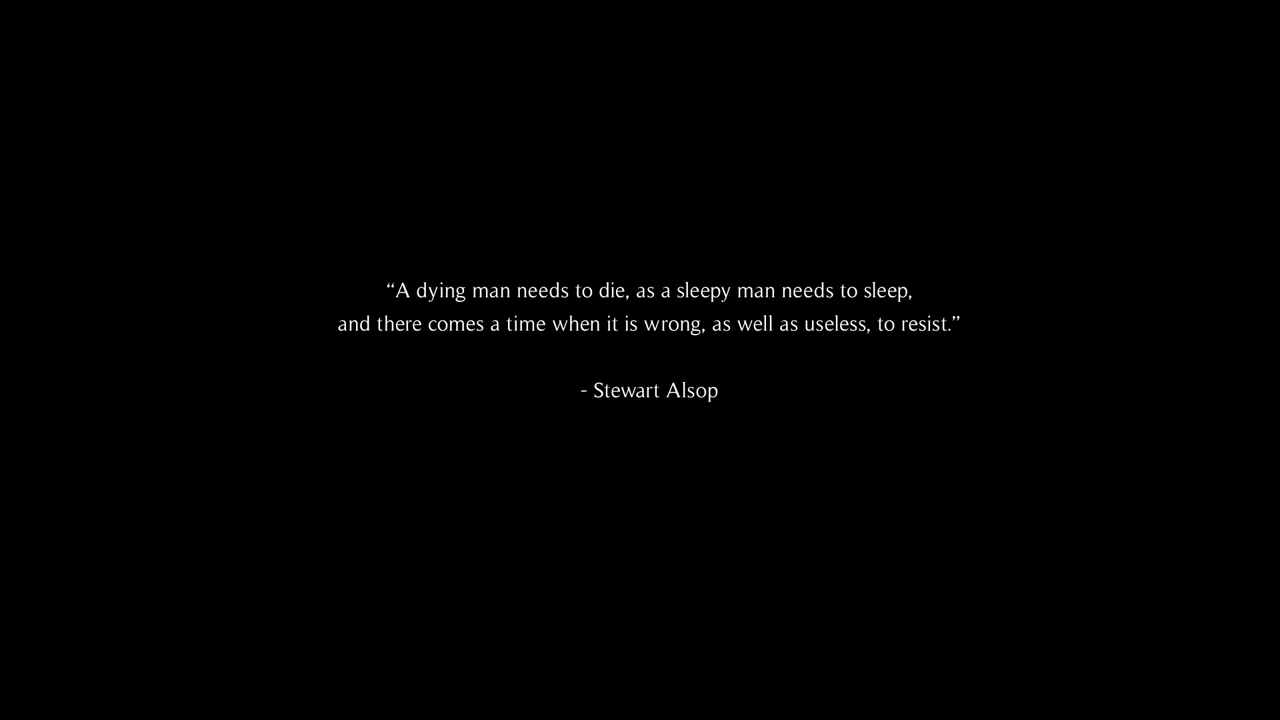 “A dying man needs to die, as a sleepy man needs to sleep,
and there comes a time when it is wrong, as well as useless, to resist.”
- Stewart Alsop